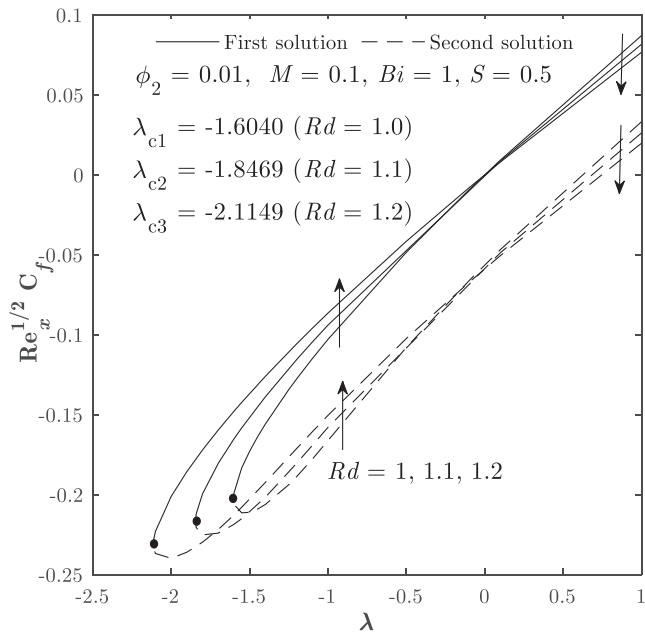 First solution Second solution
ϕ₂ = 0.01, M = 0.1, Bi = 1, S = 0.5
λc1 = -1.6040 (Rd = 1.0)
λc2 = -1.8469 (Rd = 1.1)
λc3 = -2.1149 (Rd = 1.2)
Rd = 1, 1.1, 1.2
Re_x^{1/2} C_f
0.1
0.05
0
-0.05
-0.1
-0.15
-0.2
-0.25
-2.5 -2 -1.5 -1 -0.5 0 0.5 1
λ